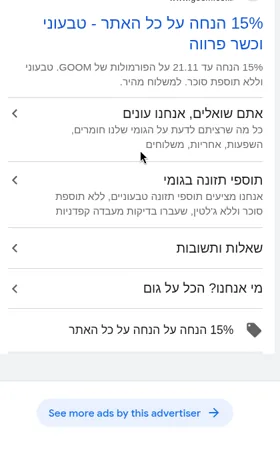 15% הנחה על כל האתר - טבעוני
וכשר פרווה
15% הנחה עד 21.11 על הפורמולות של GOOM. טבעוני
וללא תוספת סוכר. למשלוח מהיר.
אתם שואלים, אנחנו עונים
כל מה שרציתם לדעת על הגומי שלנו חומרים,
השפעות, אחריות, משלוחים
תוספי תזונה בגומי
אנחנו מציעים תוספי תזונה טבעוניים, ללא תוספת
סוכר וללא ג'לטין, שעברו בדיקות מעבדה קפדניות
שאלות ותשובות
מי אנחנו? הכל על גום
15% הנחה על הנחה על כל האתר
See more ads by this advertiser